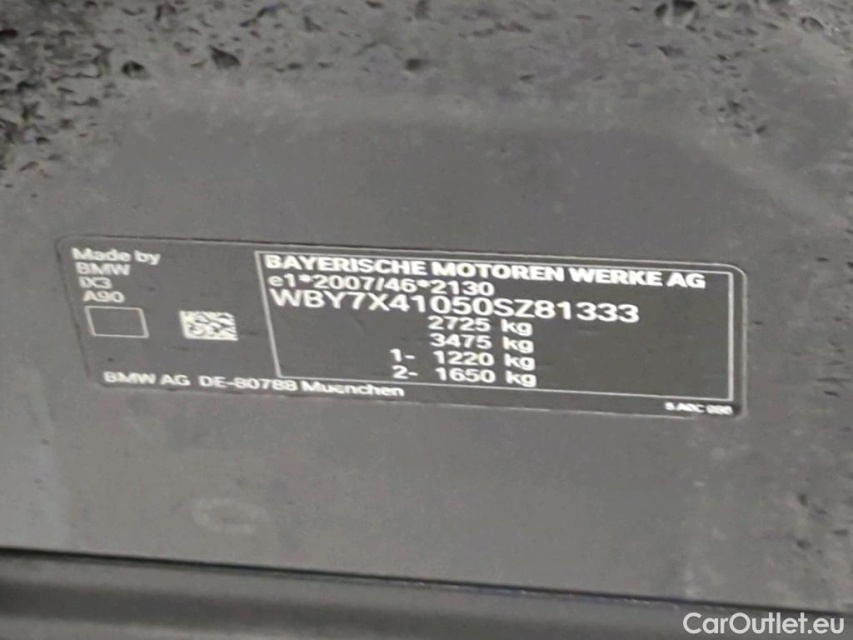 Made by
BMW
iX3
A90
BMW AG DE-80788 Muenchen
BAYERISCHE MOTOREN WERKE AG
e1*2007/46*2130
WBY7X41050SZ81333
2725 kg
3475 kg
1- 1220 kg
2- 1650 kg
CarOutlet.eu